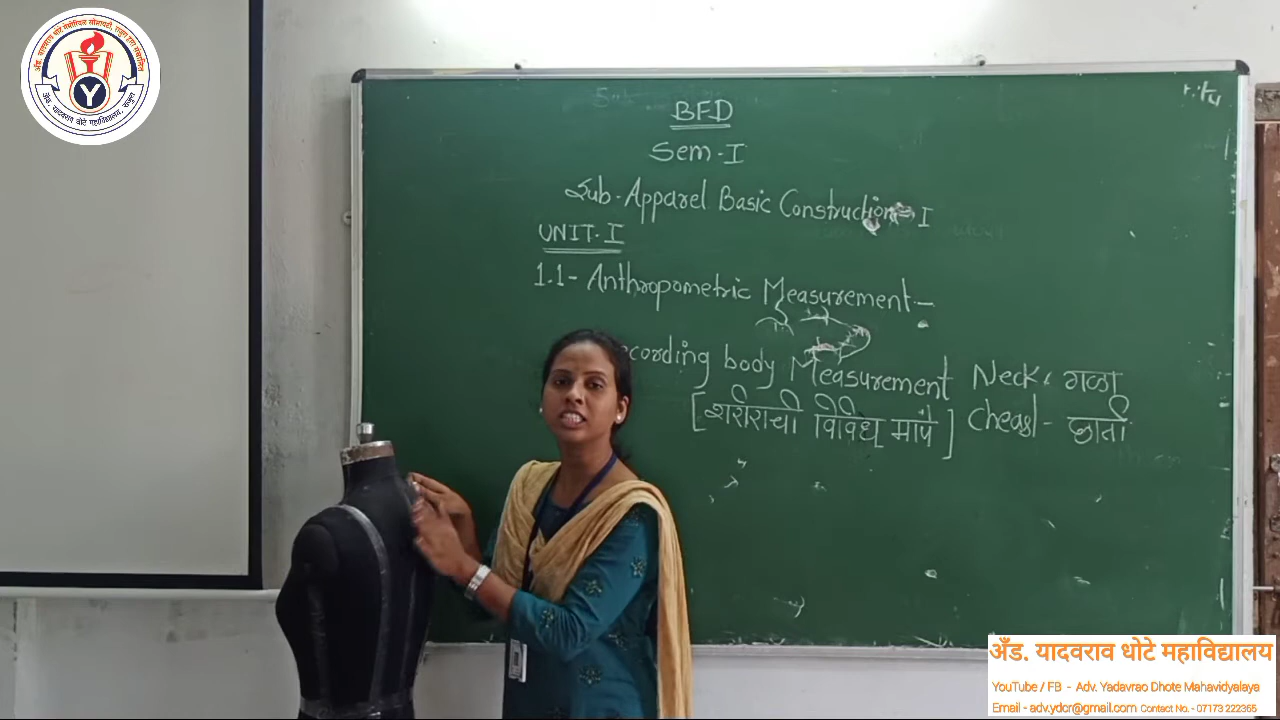 BFD
Sem-I
Sub-Apparel Basic Construction-I
UNIT-I
1.1- Anthropometric Measurement-
ecording body Measurement
[शरीराची विविध मापे]
Neck- गळा
Cheast- छाती
अँड. यादवराव धोटे महाविद्यालय
YouTube / FB - Adv. Yadavrao Dhote Mahavidyalaya
Email - adv.ydcr@gmail.com Contact No. - 07173 222365
Y